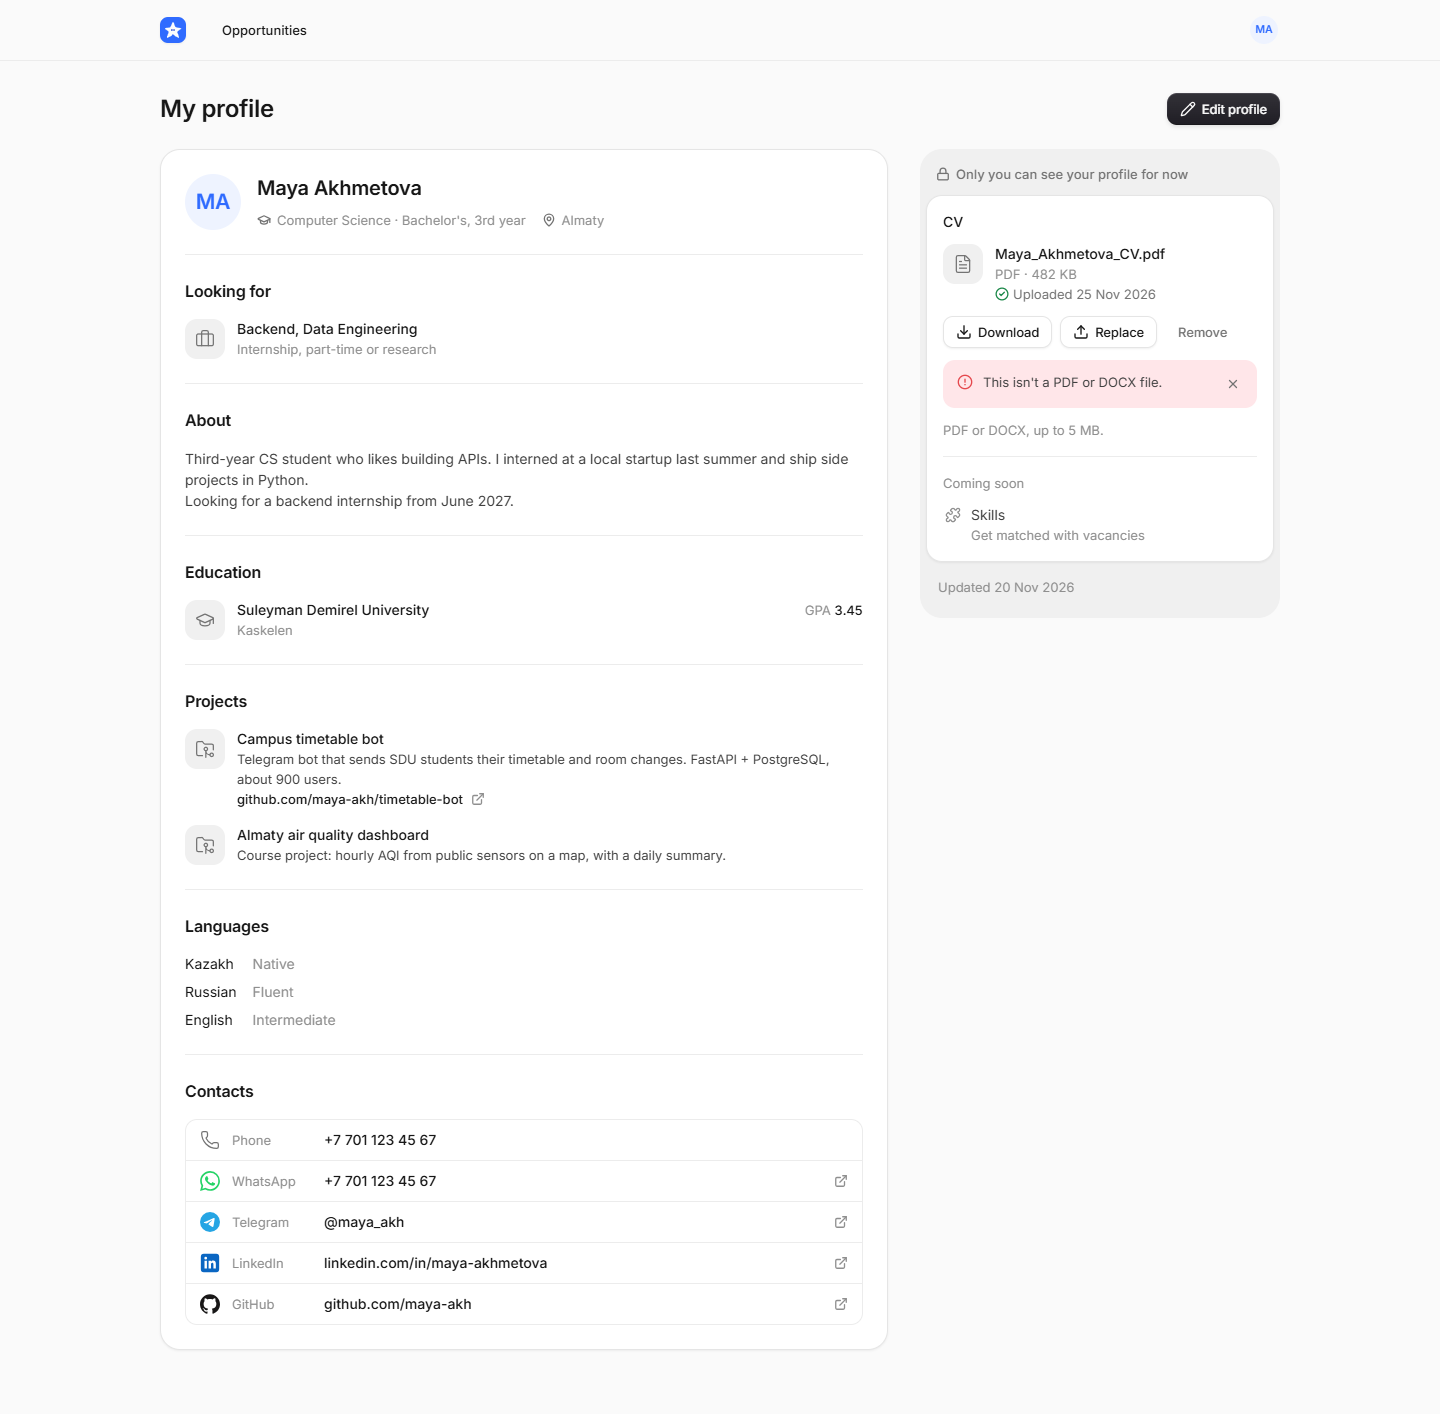 Opportunities
MA
My profile
Edit profile
MA
Maya Akhmetova
Computer Science · Bachelor's, 3rd year
Almaty
Looking for
Backend, Data Engineering
Internship, part-time or research
About
Third-year CS student who likes building APIs. I interned at a local startup last summer and ship side
projects in Python.
Looking for a backend internship from June 2027.
Education
Suleyman Demirel University
GPA 3.45
Kaskelen
Projects
Campus timetable bot
Telegram bot that sends SDU students their timetable and room changes. FastAPI + PostgreSQL,
about 900 users.
github.com/maya-akh/timetable-bot
Almaty air quality dashboard
Course project: hourly AQI from public sensors on a map, with a daily summary.
Languages
Kazakh Native
Russian Fluent
English Intermediate
Contacts
Phone +7 701 123 45 67
WhatsApp +7 701 123 45 67
Telegram @maya_akh
LinkedIn linkedin.com/in/maya-akhmetova
GitHub github.com/maya-akh
Only you can see your profile for now
CV
Maya_Akhmetova_CV.pdf
PDF · 482 KB
Uploaded 25 Nov 2026
Download
Replace
Remove
This isn't a PDF or DOCX file.
PDF or DOCX, up to 5 MB.
Coming soon
Skills
Get matched with vacancies
Updated 20 Nov 2026